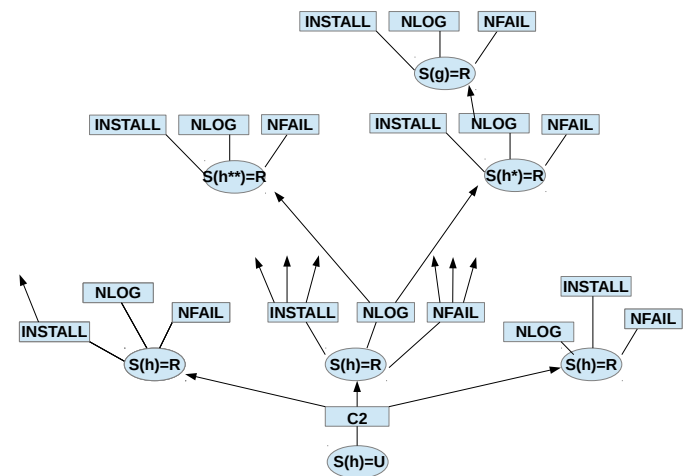 INSTALL NLOG NFAIL
S(g)=R
INSTALL NLOG NFAIL INSTALL NLOG NFAIL
S(h**)=R S(h*)=R
INSTALL
NLOG
NFAIL INSTALL NLOG NFAIL NFAIL
INSTALL NLOG
S(h)=R S(h)=R S(h)=R
C2
S(h)=U